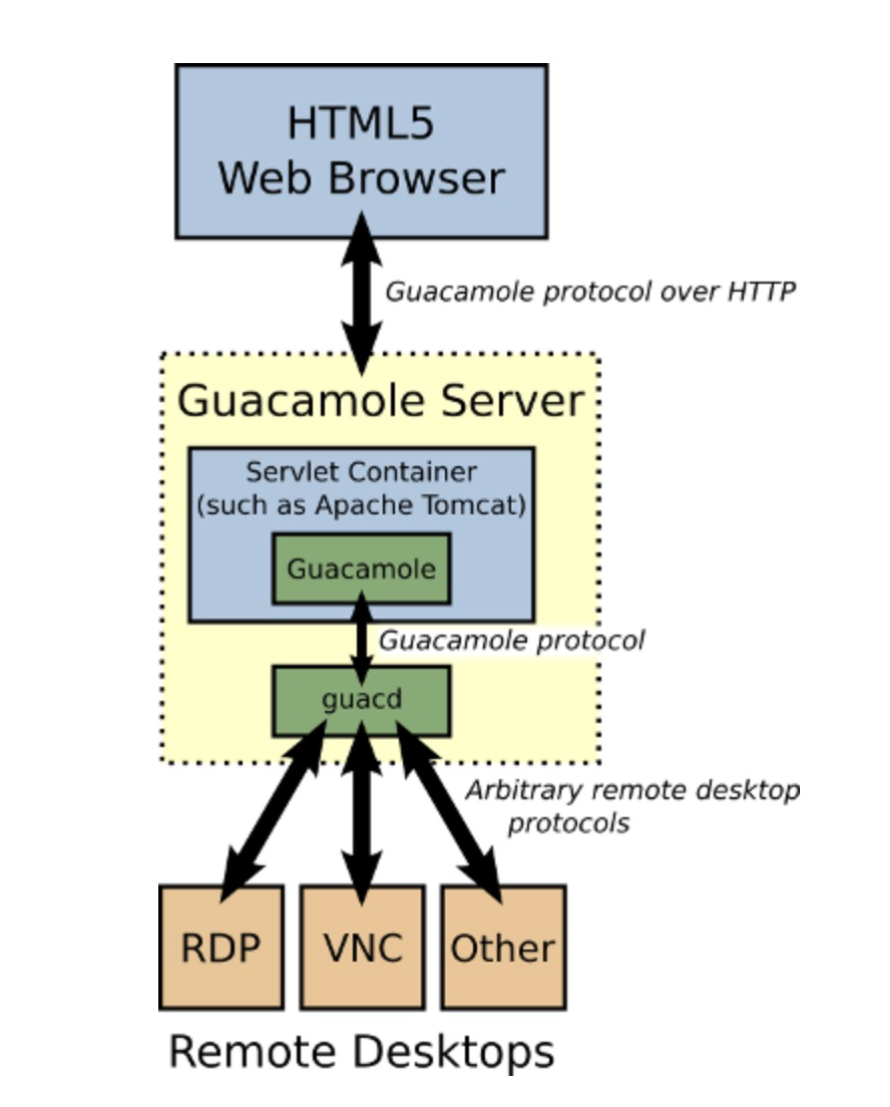 HTML5
Web Browser
Guacamole protocol over HTTP
Guacamole Server
Servlet Container
(such as Apache Tomcat)
Guacamole
Guacamole protocol
guacd
Arbitrary remote desktop
protocols
RDP
VNC
Other
Remote Desktops